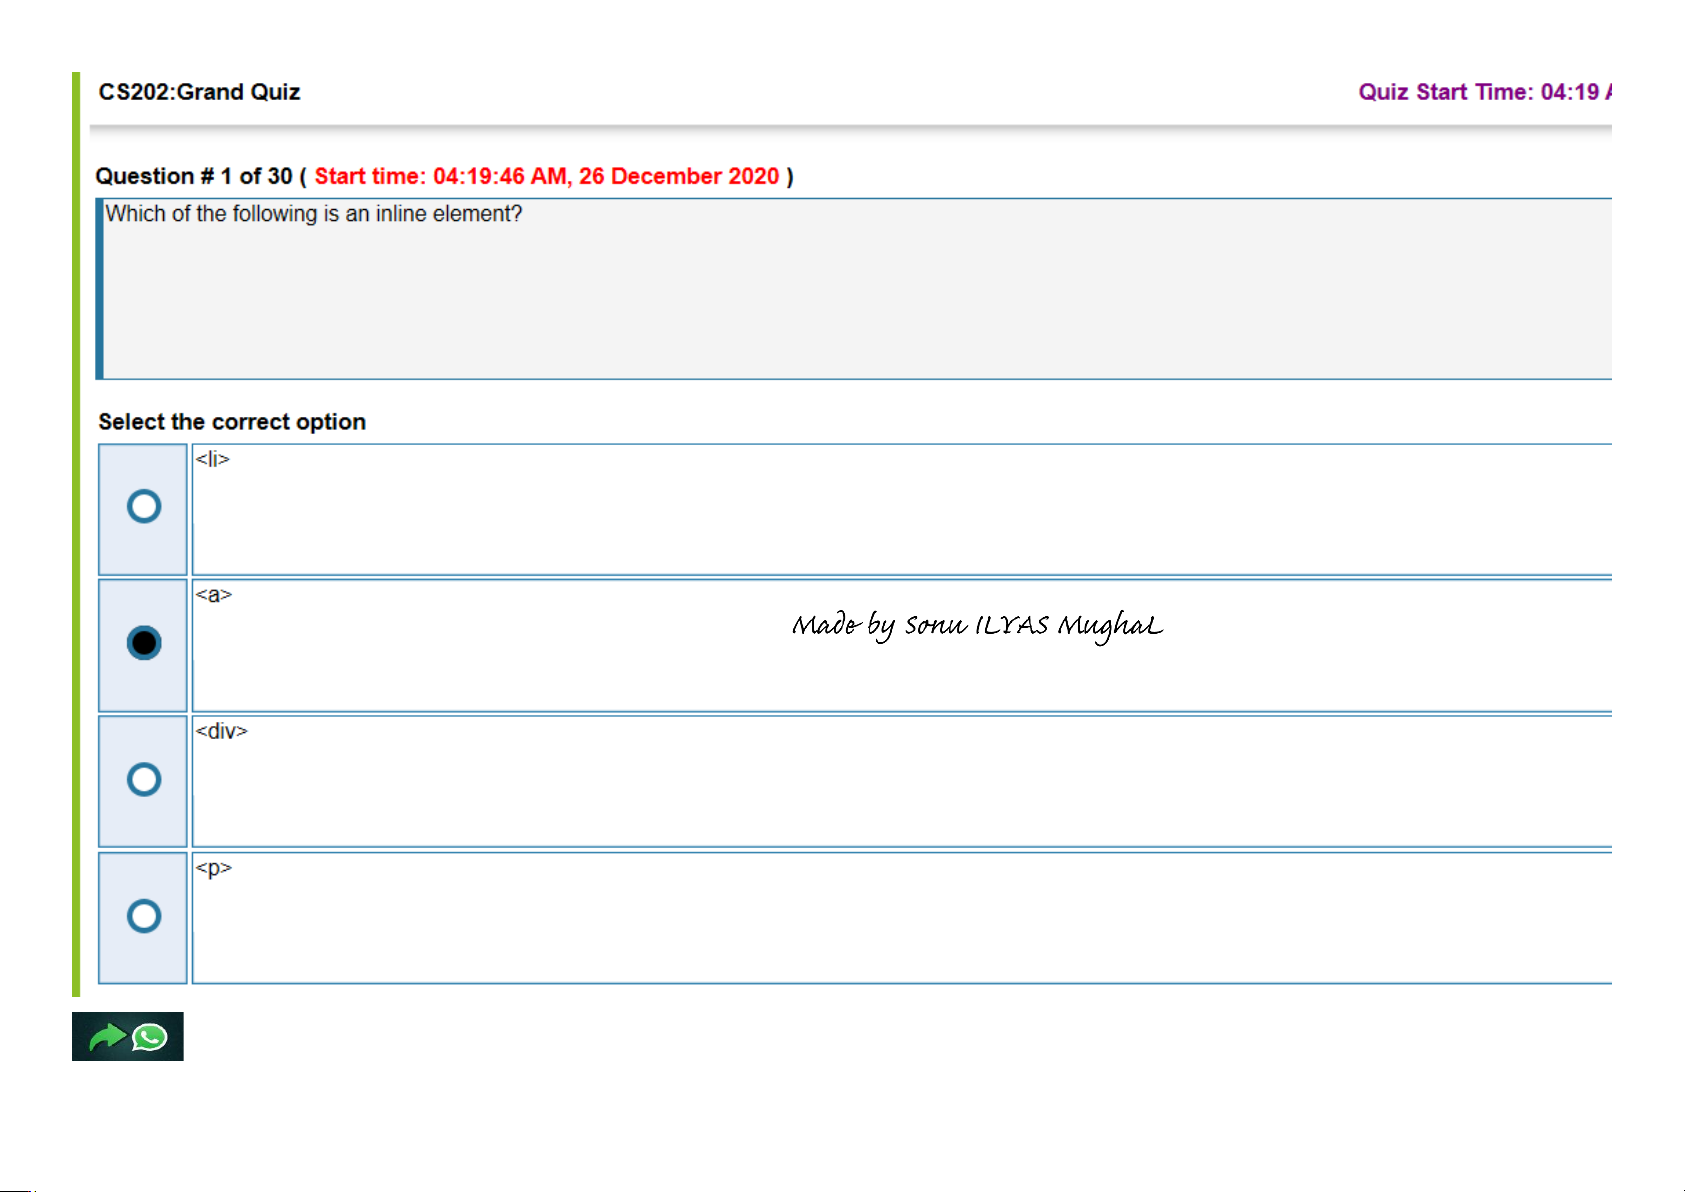 CS202:Grand Quiz
Quiz Start Time: 04:19
Question # 1 of 30 ( Start time: 04:19:46 AM, 26 December 2020 )
Which of the following is an inline element?
Select the correct option
<li>
<a>
Made by Sonu ILYAS MughaL
<div>
<p>